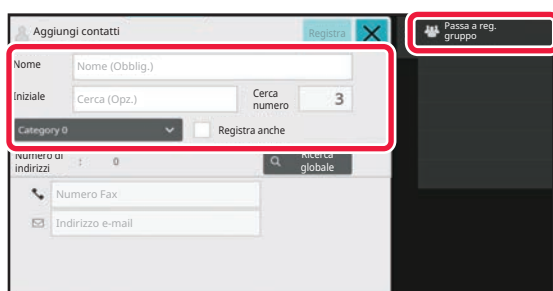 Aggiungi contatti
Registra
Passa a reg.
gruppo
Nome
Nome (Obblig.)
Iniziale
Cerca (Opz.)
Cerca
numero
3
Category 0
Registra anche
Numero di
indirizzi
:
0
Ricerca
globale
Numero Fax
Indirizzo e-mail